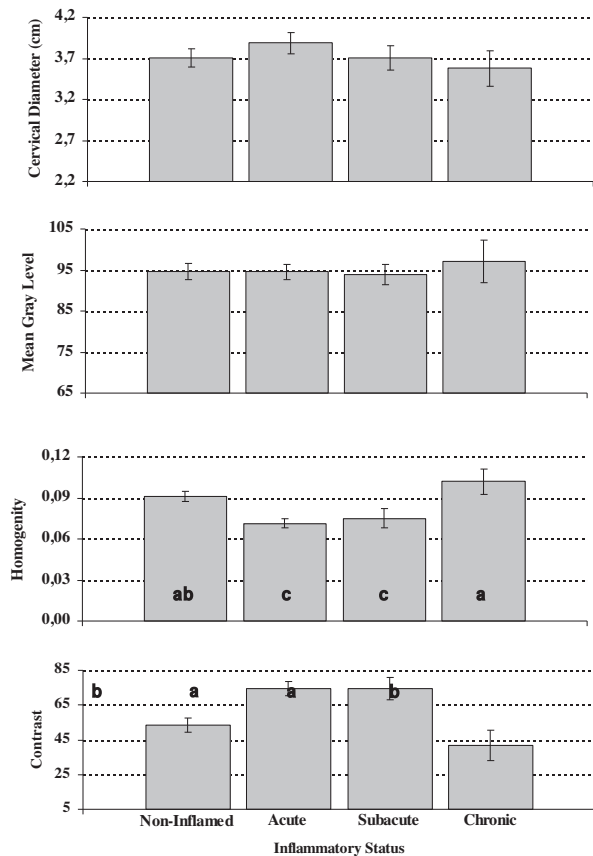 4,2
3,7
3,2
2,7
2,2
Cervical Diameter (cm)
105
95
85
75
65
Mean Gray Level
0,12
0,09
0,06
0,03
0,00
Homogenity
ab c c a
85
65
45
25
5
Contrast
b a a b
Non-Inflamed Acute Subacute Chronic
Inflammatory Status